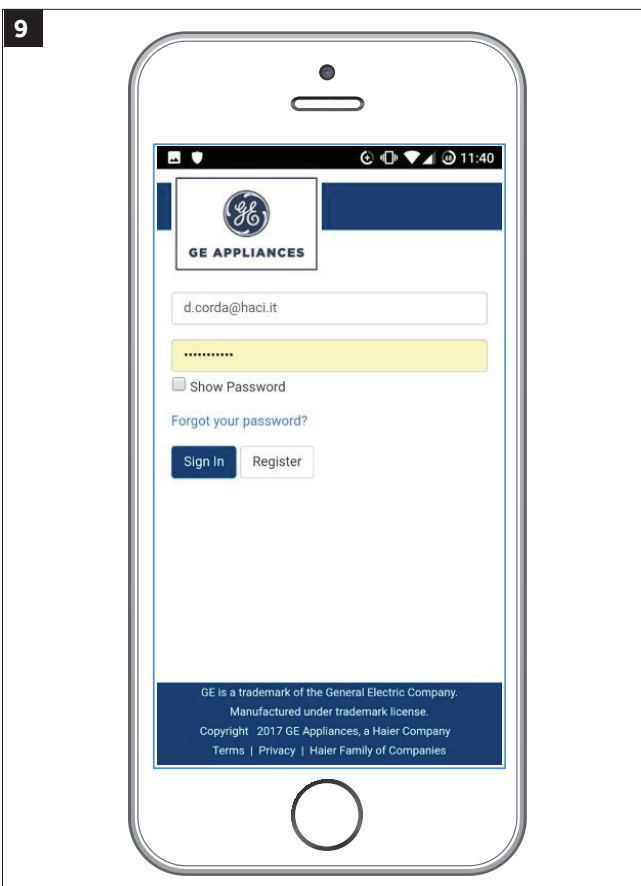 9
11:40
GE
GE APPLIANCES
d.corda@haci.it
•••••••••••
Show Password
Forgot your password?
Sign In Register
GE is a trademark of the General Electric Company.
Manufactured under trademark license.
Copyright 2017 GE Appliances, a Haier Company
Terms | Privacy | Haier Family of Companies